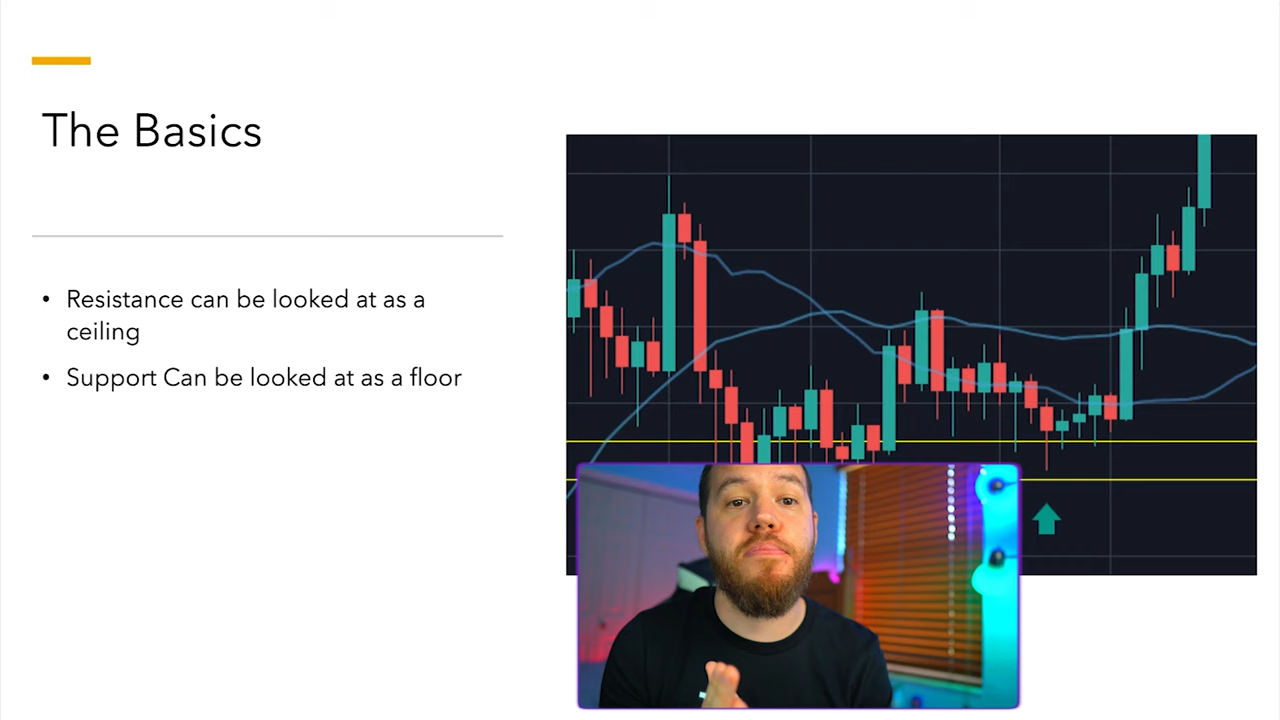 The Basics
• Resistance can be looked at as a
ceiling
• Support Can be looked at as a floor